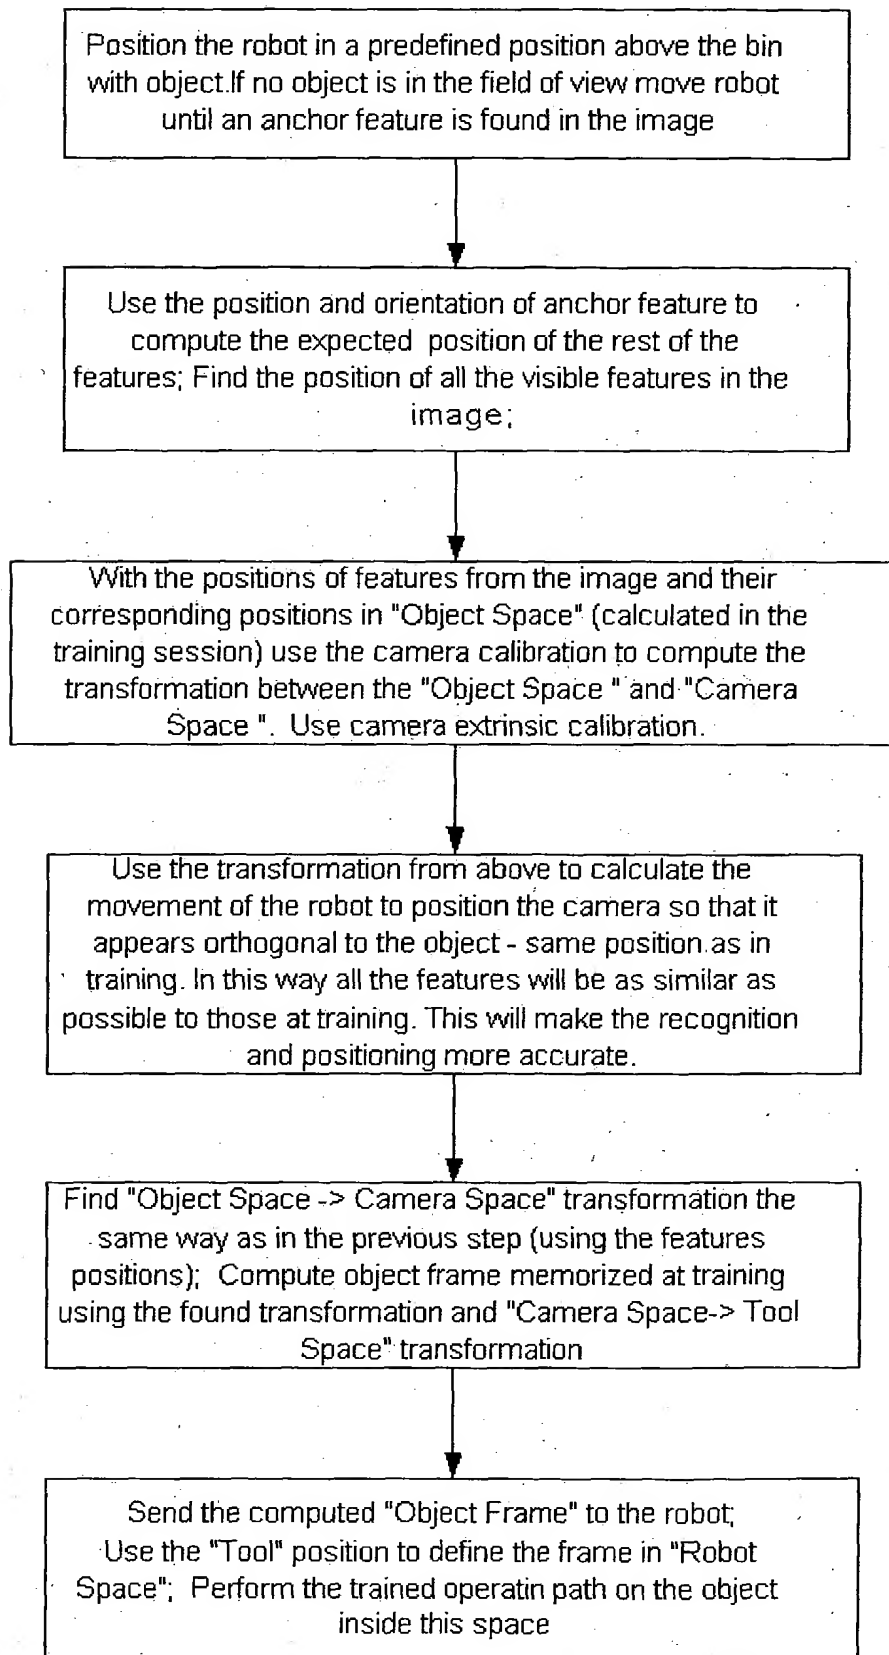 Position the robot in a predefined position above the bin
with object.If no object is in the field of view move robot
until an anchor feature is found in the image
Use the position and orientation of anchor feature to
compute the expected position of the rest of the
features; Find the position of all the visible features in the
image;
With the positions of features from the image and their
corresponding positions in "Object Space" (calculated in the
training session) use the camera calibration to compute the
transformation between the "Object Space " and "Camera
Space ". Use camera extrinsic calibration.
Use the transformation from above to calculate the
movement of the robot to position the camera so that it
appears orthogonal to the object - same position as in
training. In this way all the features will be as similar as
possible to those at training. This will make the recognition
and positioning more accurate.
Find "Object Space -> Camera Space" transformation the
same way as in the previous step (using the features
positions); Compute object frame memorized at training
using the found transformation and "Camera Space-> Tool
Space" transformation
Send the computed "Object Frame" to the robot;
Use the "Tool" position to define the frame in "Robot
Space"; Perform the trained operatin path on the object
inside this space